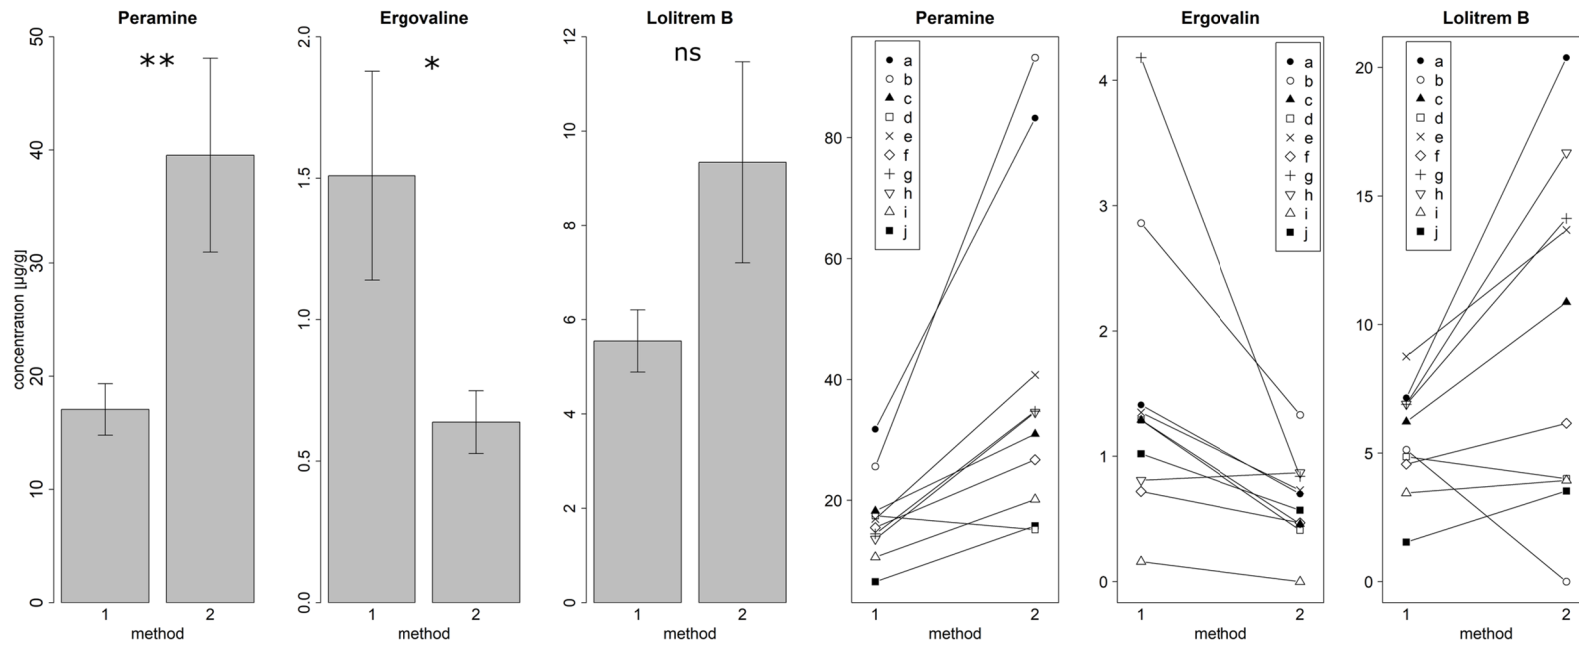 Peramine
Ergovaline
Lolitrem B
Peramine
Ergovalin
Lolitrem B
concentration [µg/g]
50
40
30
20
10
0
**
1
2
method
2.0
1.5
1.0
0.5
0.0
*
1
2
method
12
10
8
6
4
2
0
ns
1
2
method
80
60
40
20
a
b
c
d
e
f
g
h
i
j
1
2
method
4
3
2
1
0
a
b
c
d
e
f
g
h
i
j
1
2
method
20
15
10
5
0
a
b
c
d
e
f
g
h
i
j
1
2
method